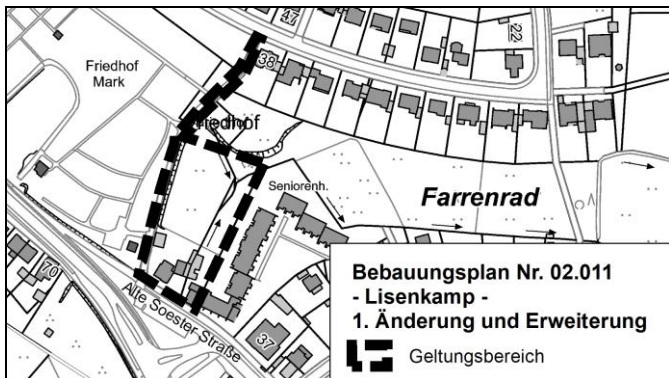 47
38
22
Friedhof
Mark
Friedhof
Seniorenh.
Farrenrad
70
Alte Soester Straße
37
Bebauungsplan Nr. 02.011
- Lisenkamp -
1. Änderung und Erweiterung
Geltungsbereich